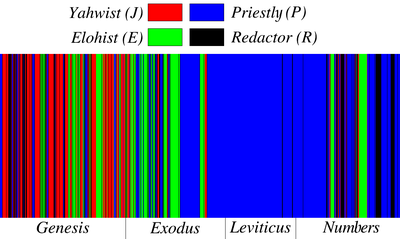 Yahwist (J) Priestly (P)
Elohist (E) Redactor (R)
Genesis Exodus Leviticus Numbers